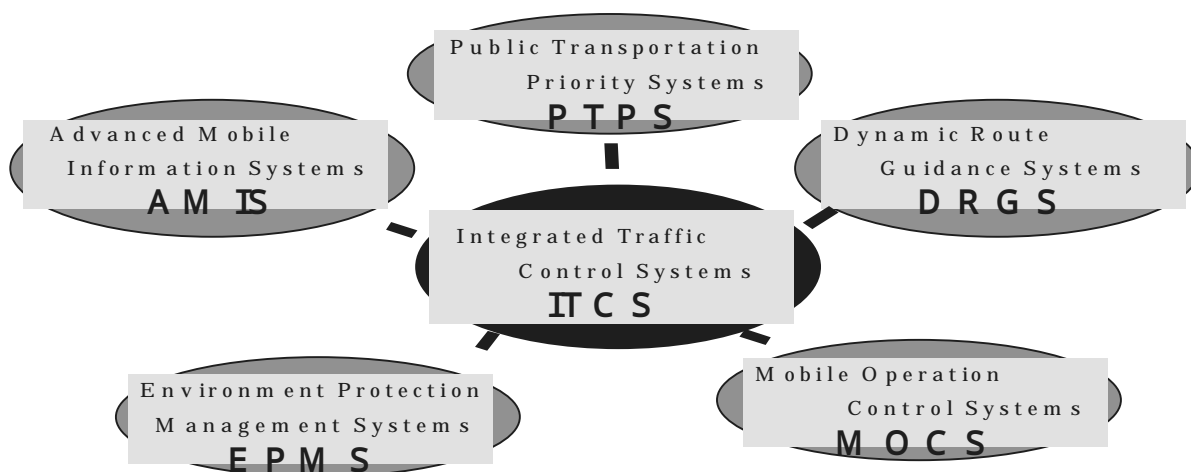 Public Transportation
Priority Systems
PTPS
Advanced Mobile
Information Systems
AMIS
Dynamic Route
Guidance Systems
DRGS
Integrated Traffic
Control Systems
ITCS
Environment Protection
Management Systems
EPMS
Mobile Operation
Control Systems
MOCS